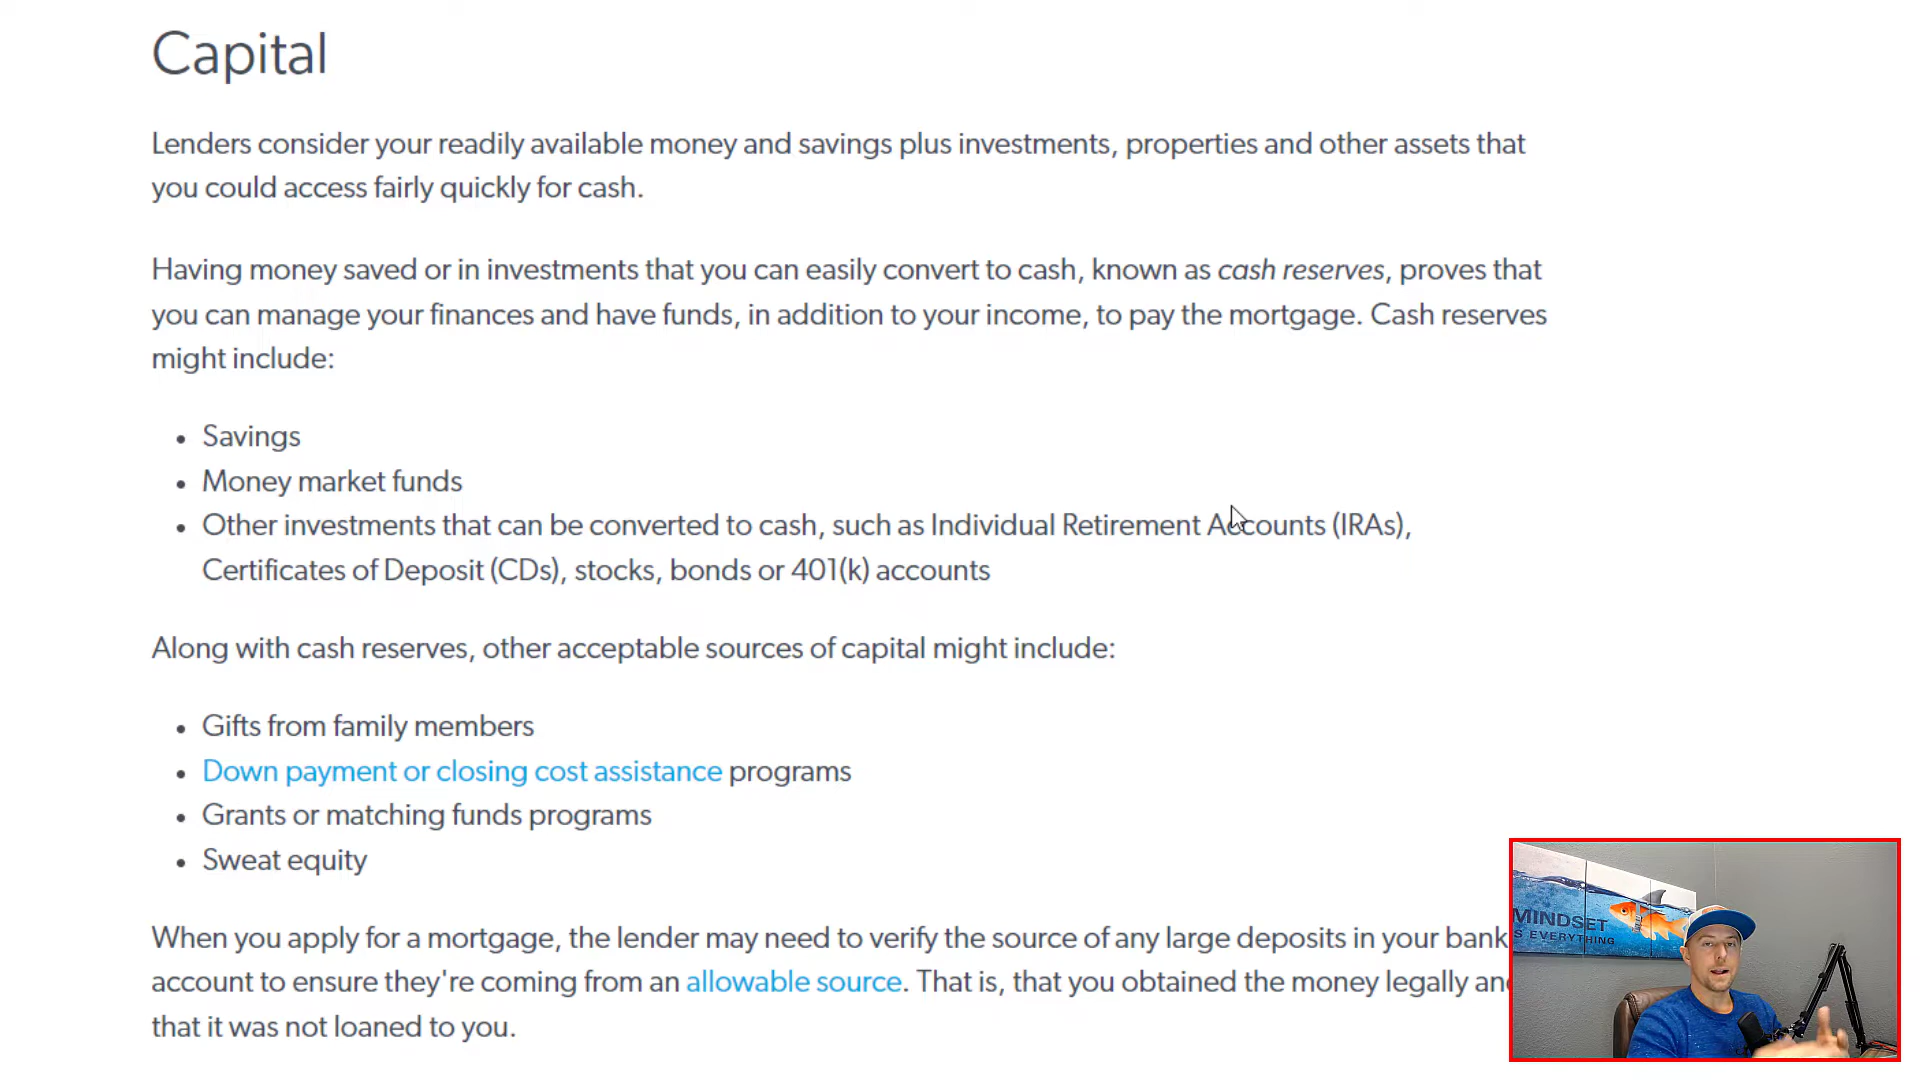 Capital
Lenders consider your readily available money and savings plus investments, properties and other assets that
you could access fairly quickly for cash.
Having money saved or in investments that you can easily convert to cash, known as cash reserves, proves that
you can manage your finances and have funds, in addition to your income, to pay the mortgage. Cash reserves
might include:
• Savings
• Money market funds
• Other investments that can be converted to cash, such as Individual Retirement Accounts (IRAs),
Certificates of Deposit (CDs), stocks, bonds or 401(k) accounts
Along with cash reserves, other acceptable sources of capital might include:
• Gifts from family members
• Down payment or closing cost assistance programs
• Grants or matching funds programs
• Sweat equity
When you apply for a mortgage, the lender may need to verify the source of any large deposits in your bank
account to ensure they're coming from an allowable source. That is, that you obtained the money legally an
that it was not loaned to you.
MINDSET
S EVERYTHING